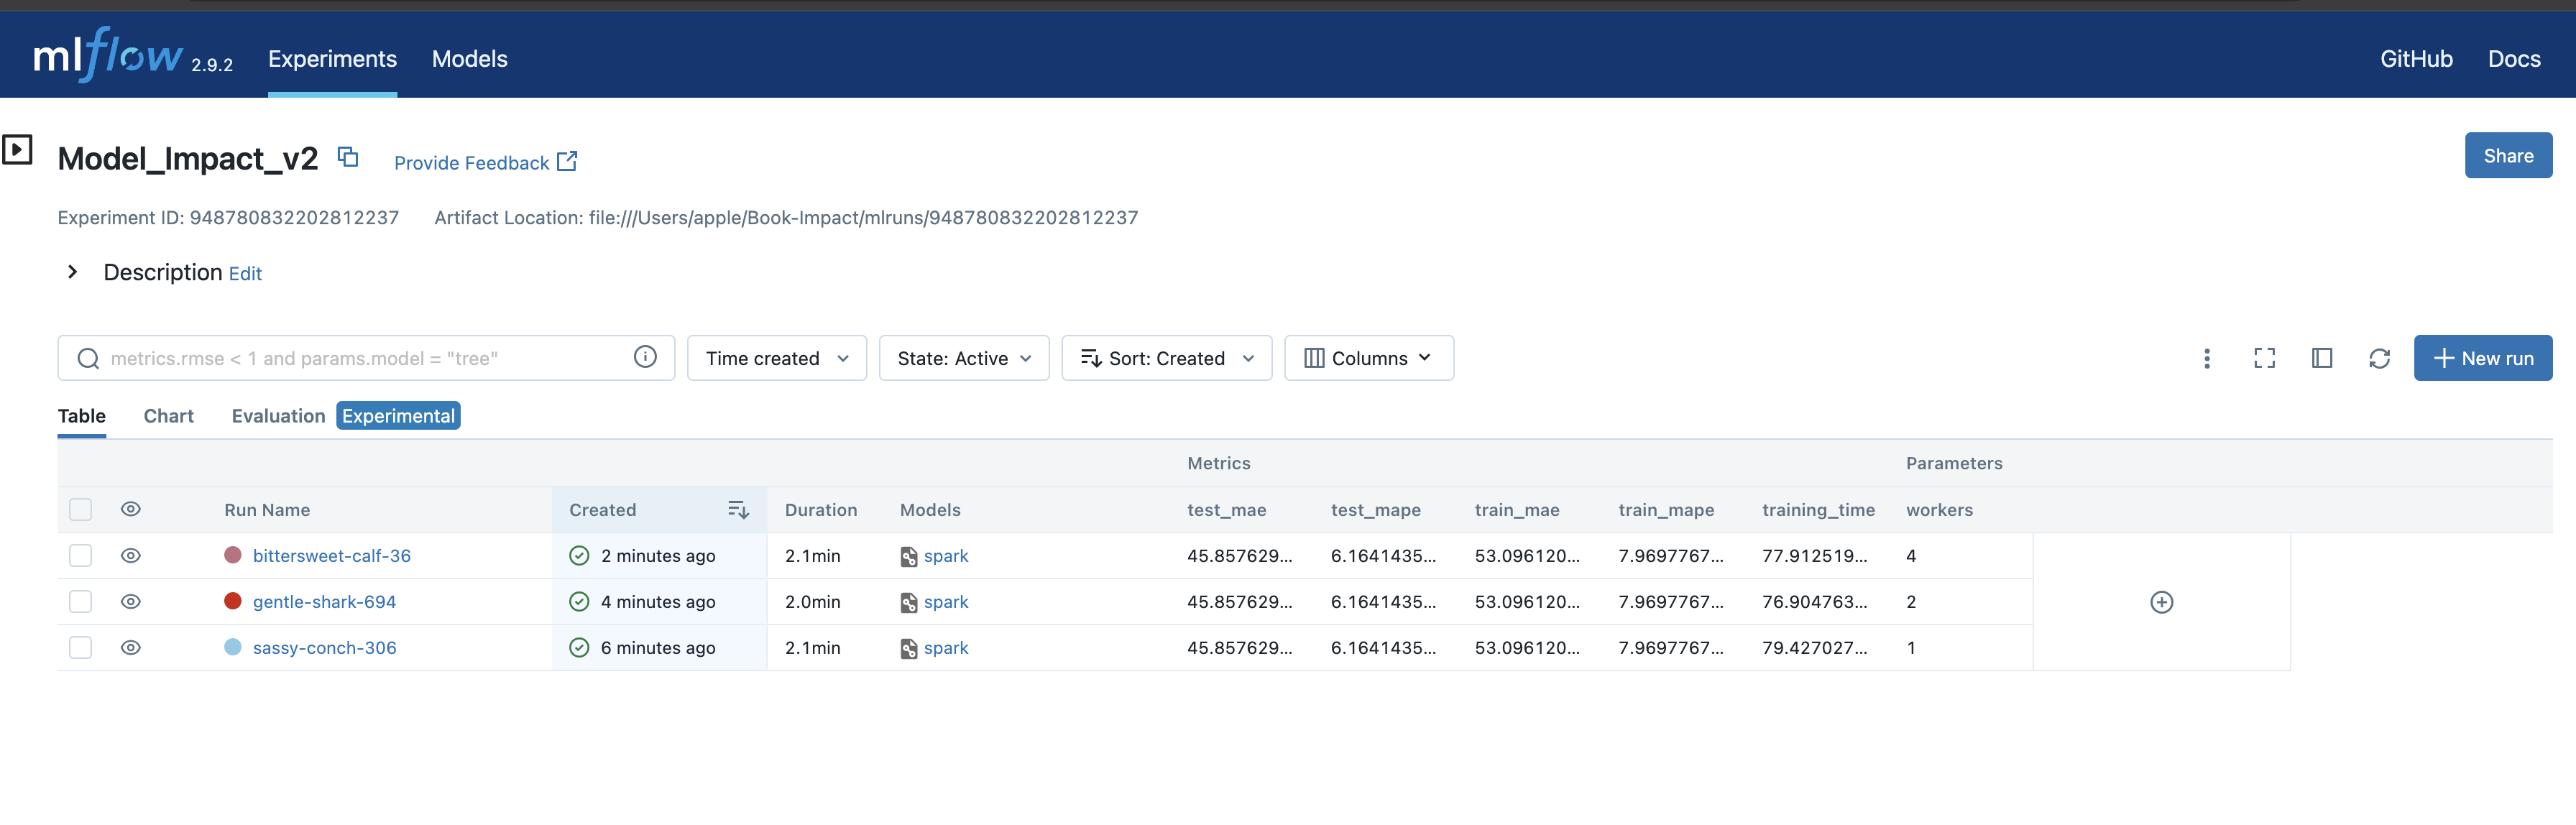 mlflow 2.9.2 Experiments Models GitHub Docs
Model_Impact_v2 Provide Feedback Share
Experiment ID: 948780832202812237 Artifact Location: file:///Users/apple/Book-Impact/mlruns/948780832202812237
Description Edit
metrics.rmse < 1 and params.model = "tree" Time created State: Active Sort: Created Columns New run
Table Chart Evaluation Experimental
Metrics Parameters
Run Name Created Duration Models test_mae test_mape train_mae train_mape training_time workers
bittersweet-calf-36 2 minutes ago 2.1min spark 45.857629... 6.1641435... 53.096120... 7.9697767... 77.912519... 4
gentle-shark-694 4 minutes ago 2.0min spark 45.857629... 6.1641435... 53.096120... 7.9697767... 76.904763... 2
sassy-conch-306 6 minutes ago 2.1min spark 45.857629... 6.1641435... 53.096120... 7.9697767... 79.427027... 1